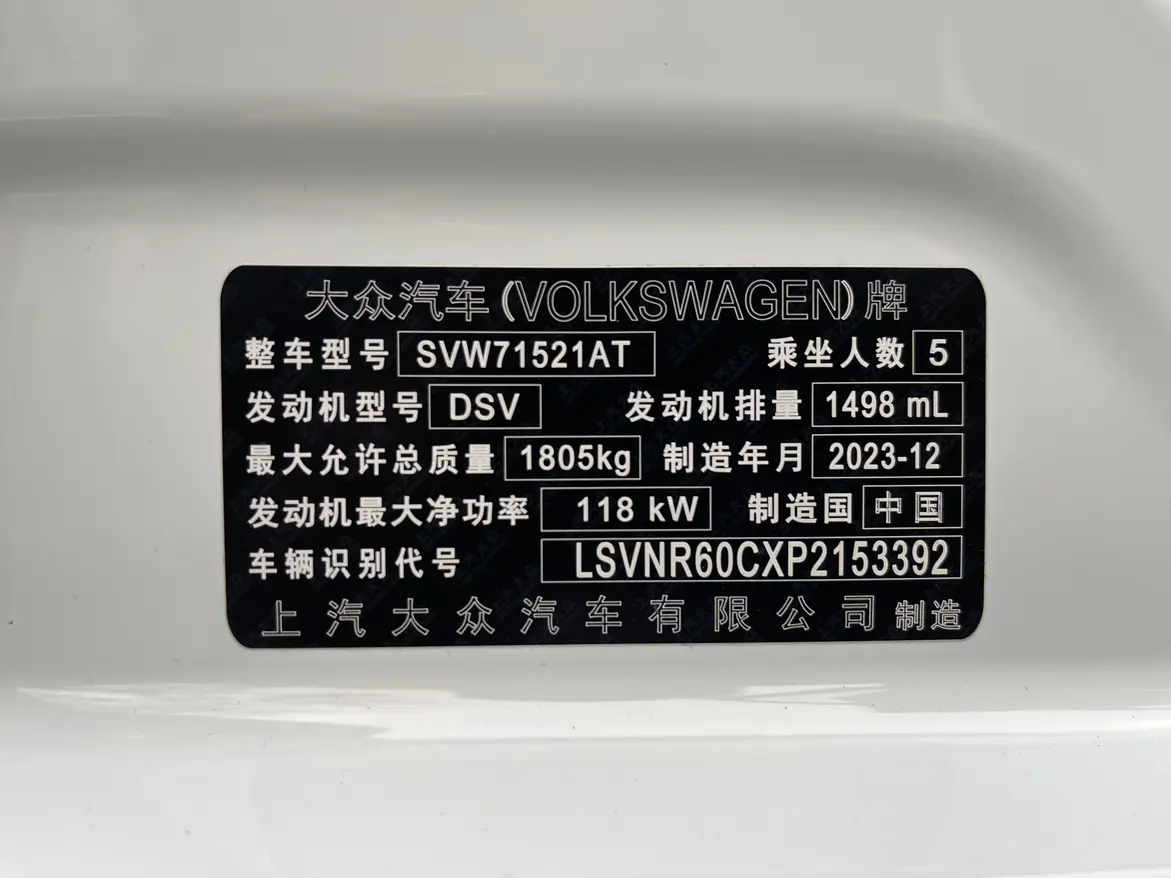 大众汽车(VOLKSWAGEN)牌
整车型号 SVW71521AT 乘坐人数 5
发动机型号 DSV 发动机排量 1498 mL
最大允许总质量 1805kg 制造年月 2023-12
发动机最大净功率 118 kW 制造国 中国
车辆识别代号 LSVNR60CXP2153392
上汽大众汽车有限公司 制造